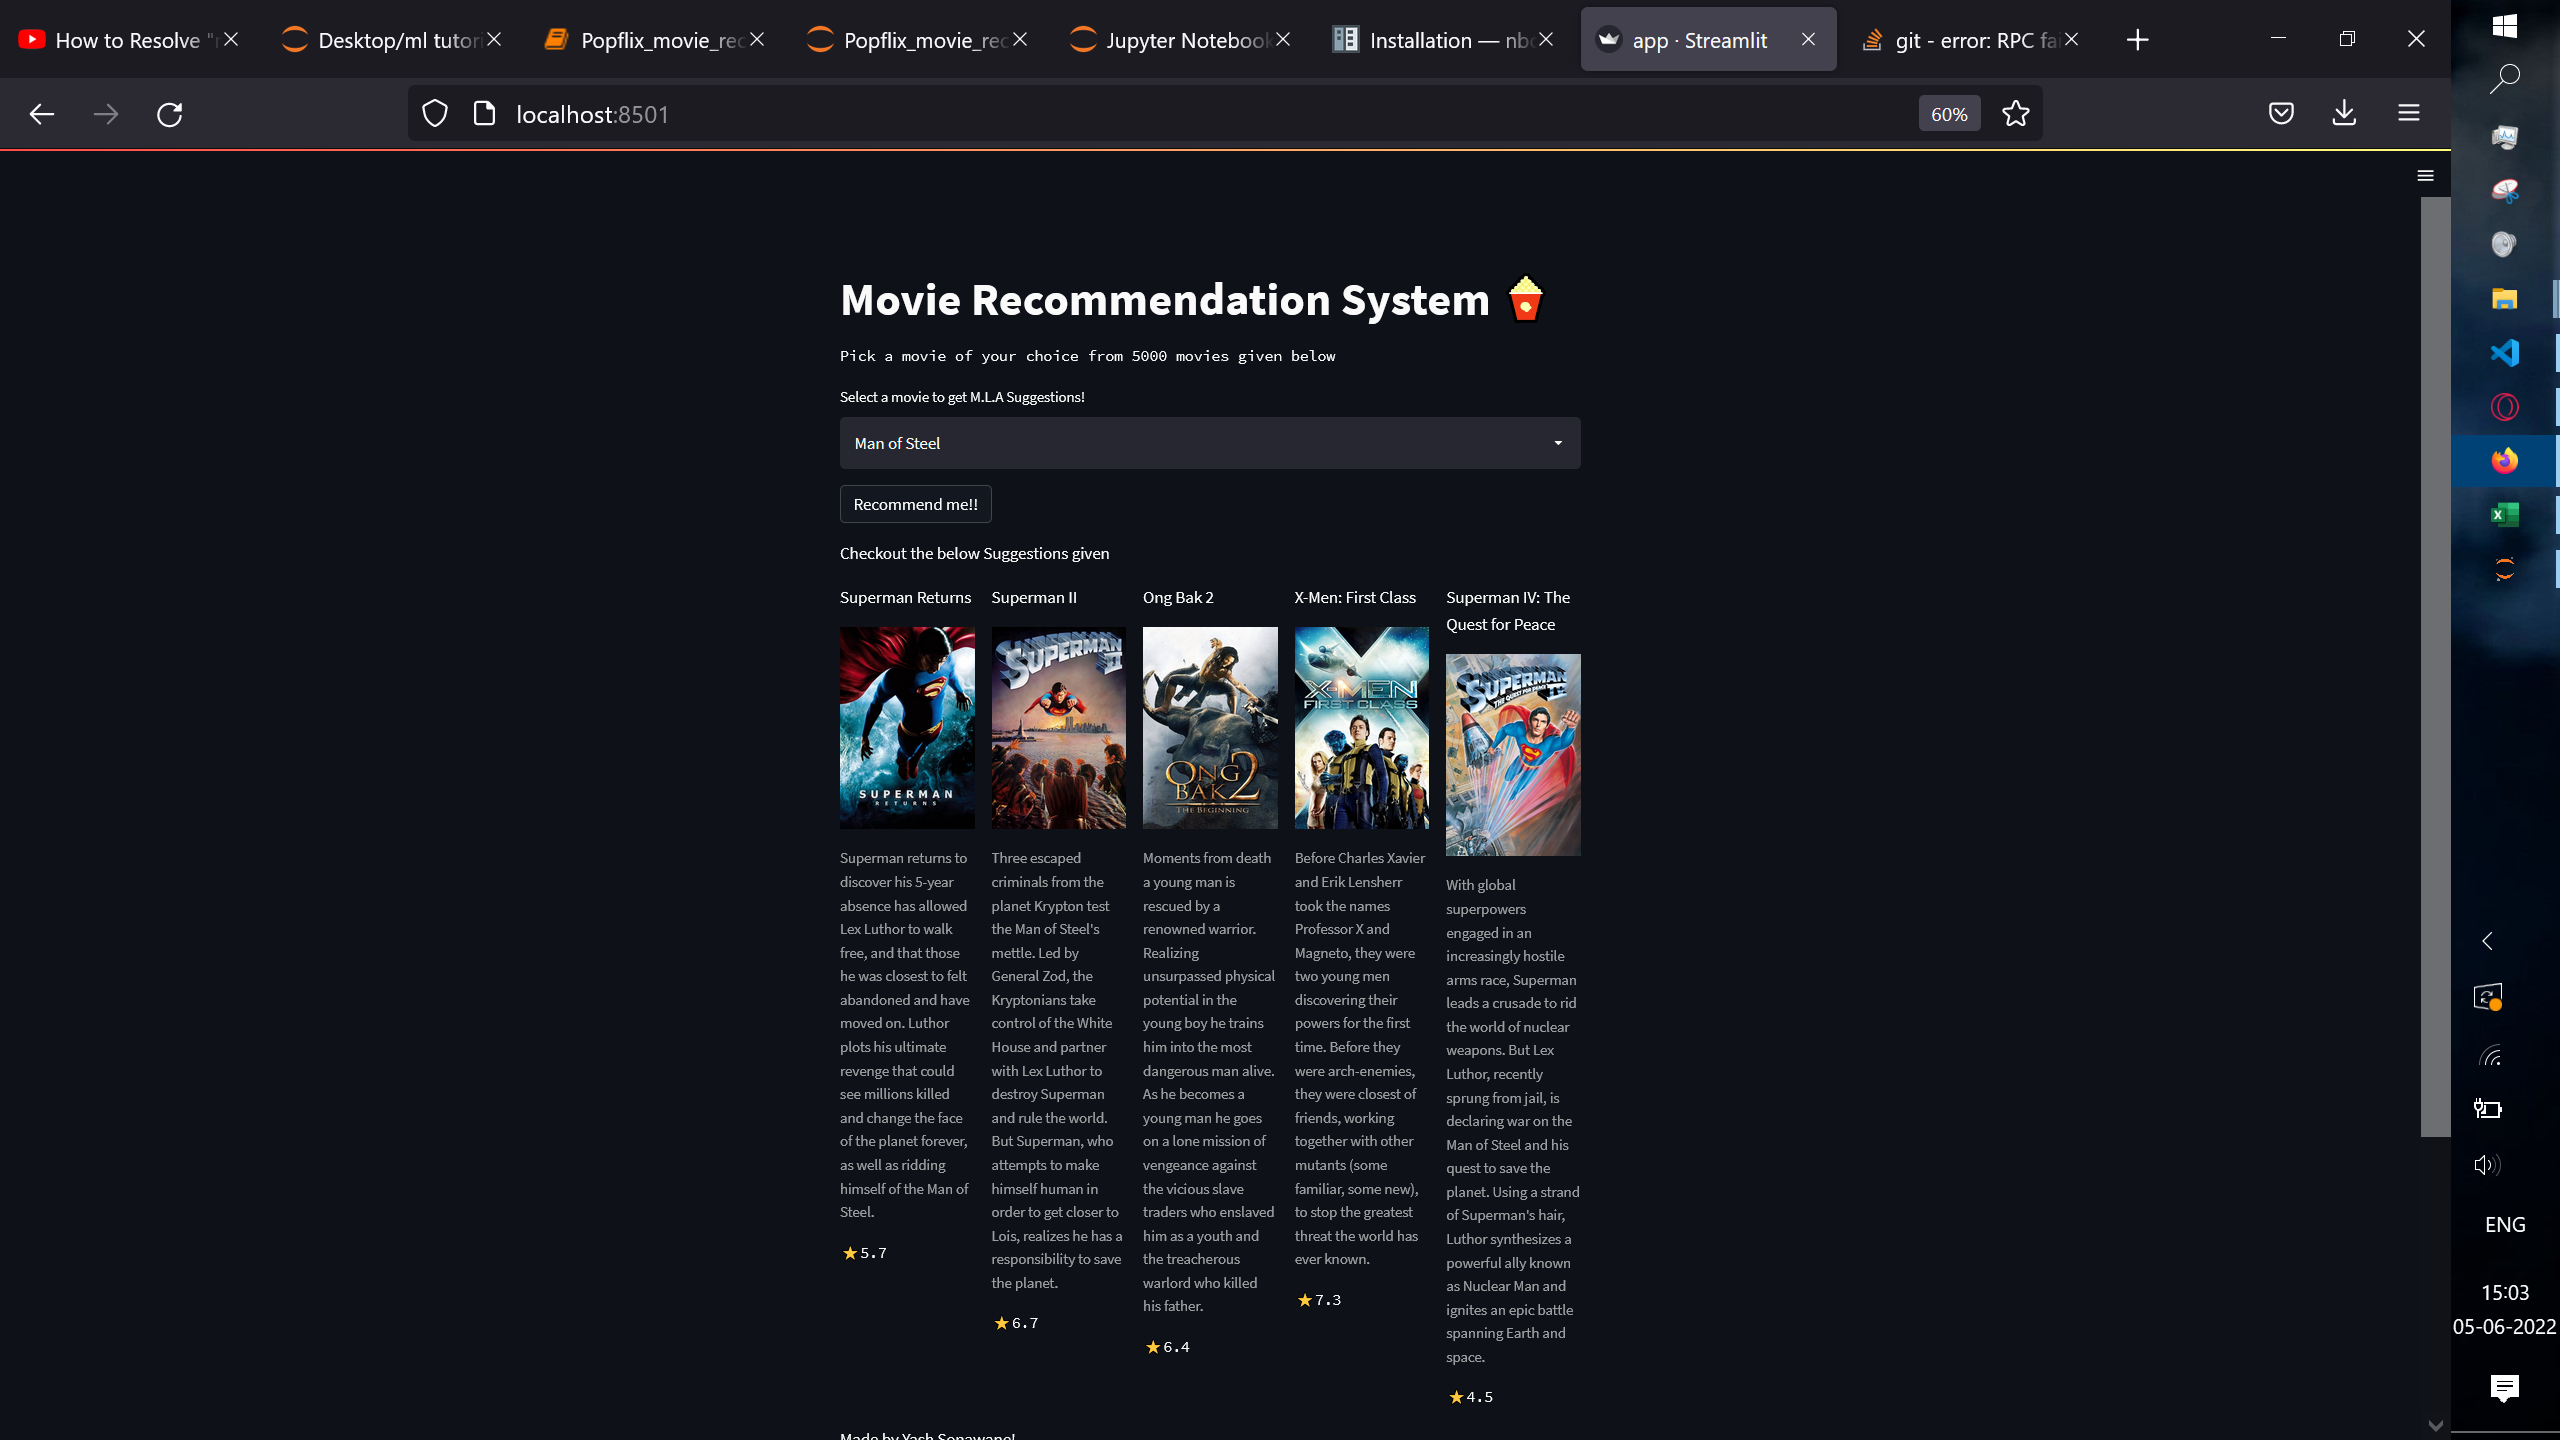 How to Resolve "r
Desktop/ml tutori
Popflix_movie_rec
Popflix_movie_rec
Jupyter Notebook
Installation — nbc
app · Streamlit
git - error: RPC fai
localhost:8501
60%
Movie Recommendation System
Pick a movie of your choice from 5000 movies given below
Select a movie to get M.L.A Suggestions!
Man of Steel
Recommend me!!
Checkout the below Suggestions given
Superman Returns
SUPERMAN
RETURNS
Superman returns to
discover his 5-year
absence has allowed
Lex Luthor to walk
free, and that those
he was closest to felt
abandoned and have
moved on. Luthor
plots his ultimate
revenge that could
see millions killed
and change the face
of the planet forever,
as well as ridding
himself of the Man of
Steel.
5.7
Superman II
SUPERMAN II
Three escaped
criminals from the
planet Krypton test
the Man of Steel's
mettle. Led by
General Zod, the
Kryptonians take
control of the White
House and partner
with Lex Luthor to
destroy Superman
and rule the world.
But Superman, who
attempts to make
himself human in
order to get closer to
Lois, realizes he has a
responsibility to save
the planet.
6.7
Ong Bak 2
ONG
BAK 2
THE BEGINNING
Moments from death
a young man is
rescued by a
renowned warrior.
Realizing
unsurpassed physical
potential in the
young boy he trains
him into the most
dangerous man alive.
As he becomes a
young man he goes
on a lone mission of
vengeance against
the vicious slave
traders who enslaved
him as a youth and
the treacherous
warlord who killed
his father.
6.4
X-Men: First Class
X-MEN
FIRST CLASS
Before Charles Xavier
and Erik Lensherr
took the names
Professor X and
Magneto, they were
two young men
discovering their
powers for the first
time. Before they
were arch-enemies,
they were closest of
friends, working
together with other
mutants (some
familiar, some new),
to stop the greatest
threat the world has
ever known.
7.3
Superman IV: The
Quest for Peace
SUPERMAN IV
THE QUEST FOR PEACE
With global
superpowers
engaged in an
increasingly hostile
arms race, Superman
leads a crusade to rid
the world of nuclear
weapons. But Lex
Luthor, recently
sprung from jail, is
declaring war on the
Man of Steel and his
quest to save the
planet. Using a strand
of Superman's hair,
Luthor synthesizes a
powerful ally known
as Nuclear Man and
ignites an epic battle
spanning Earth and
space.
4.5
Made by Yash Sonawane!
ENG
15:03
05-06-2022